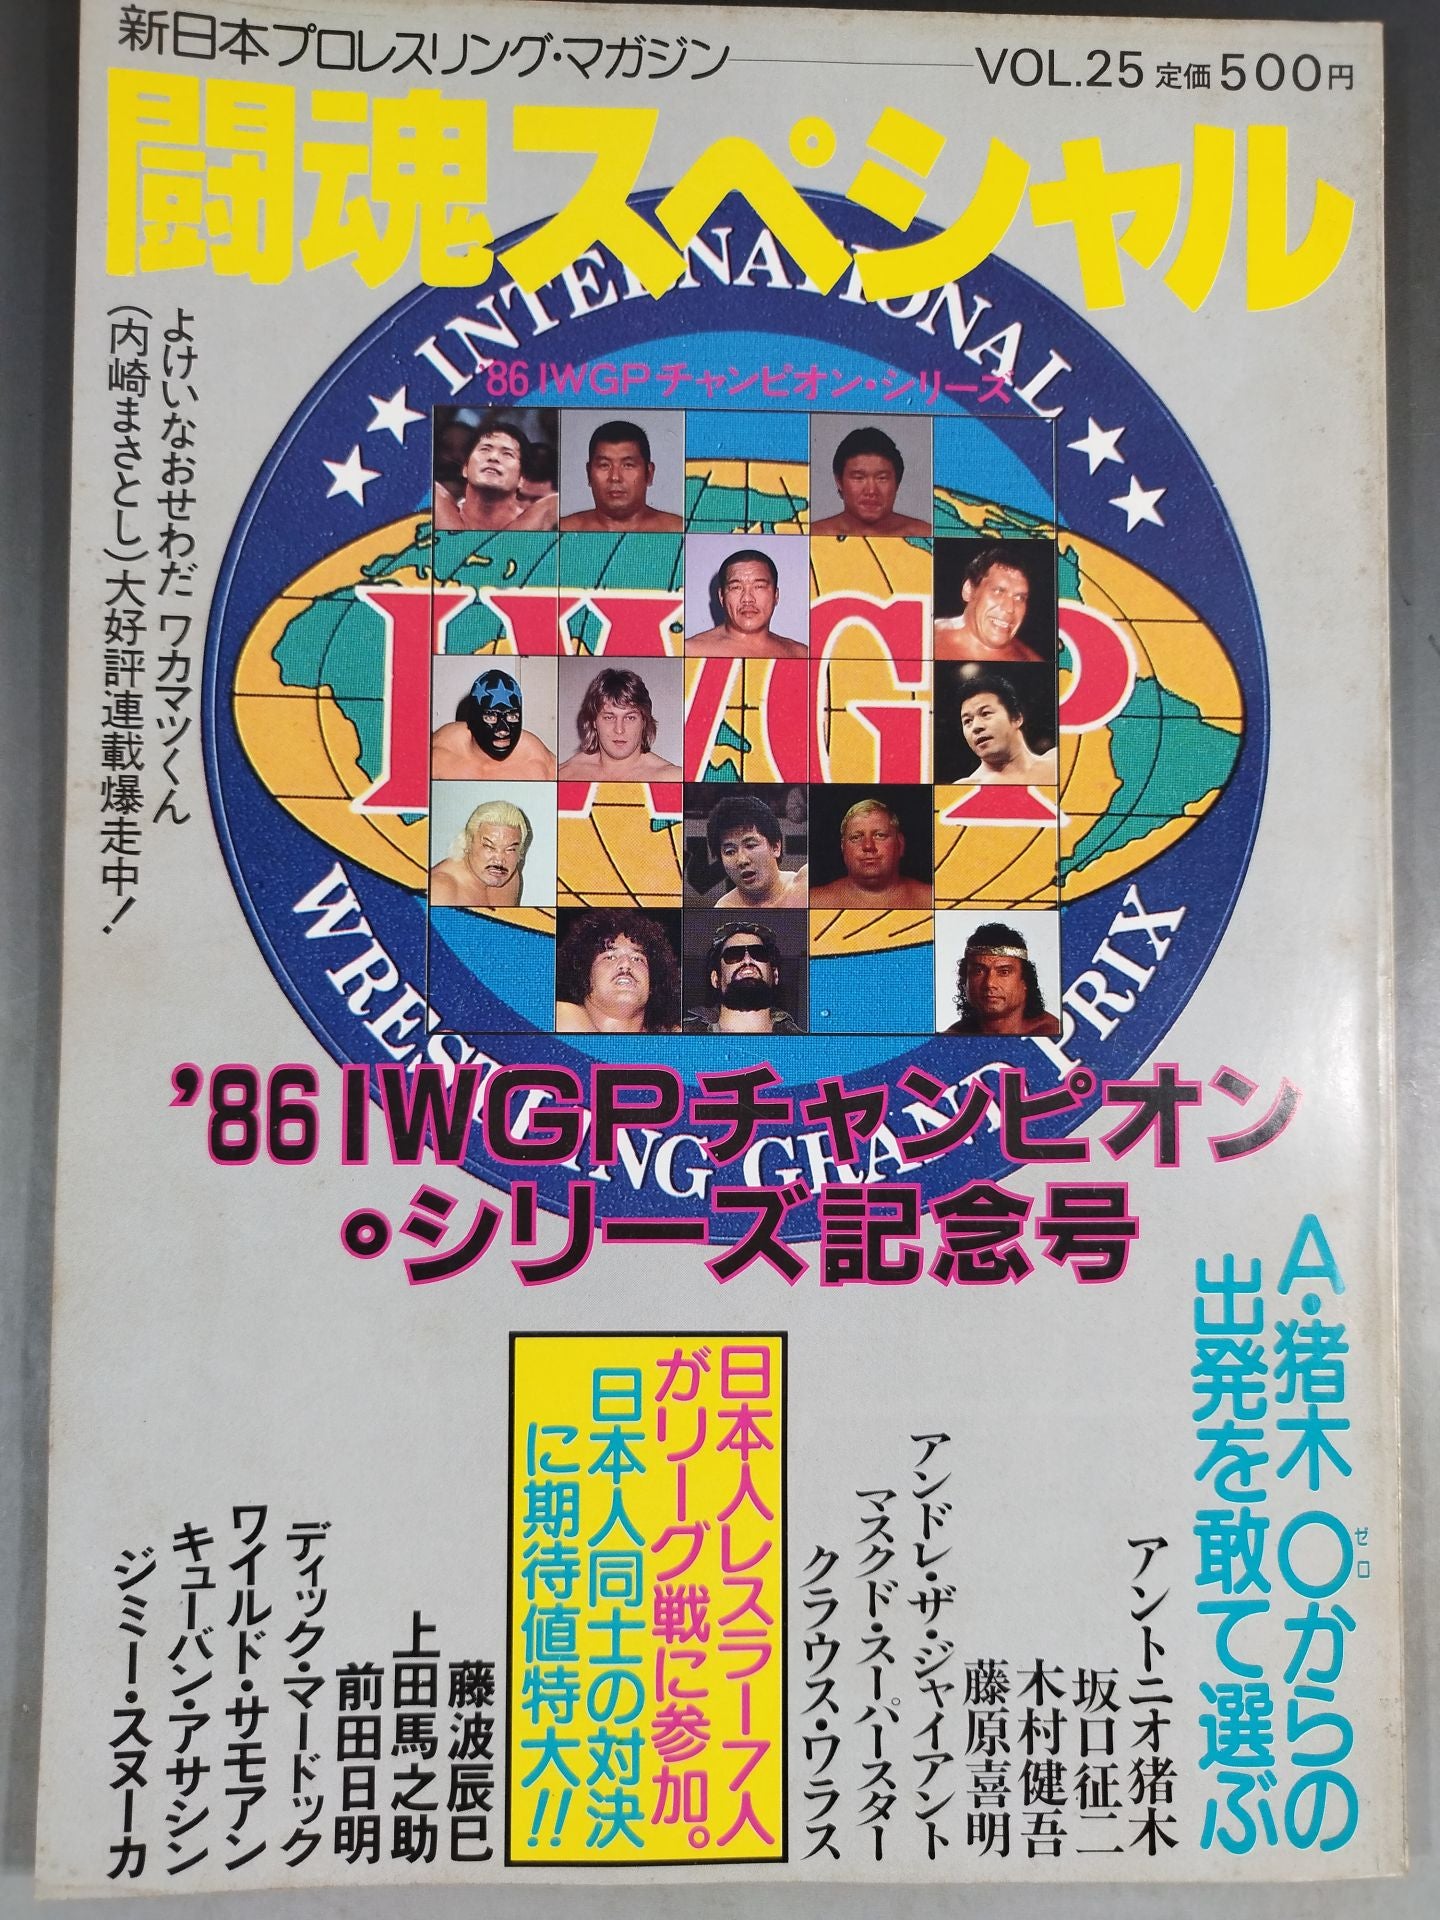 新日本プロレスリング・マガジン
VOL.25 定価500円
闘魂スペシャル
INTERNATIONAL
'86 IWGPチャンピオン・シリーズ
IWGP
WRESTLING GRAND PRIX
よけいなおせわだ ワカマツくん
(内崎まさとし)大好評連載爆走中!
'86 IWGPチャンピオン
・シリーズ記念号
A・猪木 〇からの
ゼロ
出発を敢て選ぶ
アントニオ猪木
坂口征二
木村健吾
藤原喜明
アンドレ・ザ・ジャイアント
マスクド・スーパースター
クラウス・ワラス
日本人レスラー7人
がリーグ戦に参加。
日本人同士の対決
に期待値特大!!
藤波辰巳
上田馬之助
前田日明
ディック・マードック
ワイルド・サモアン
キューバン・アサシン
ジミー・スヌーカ